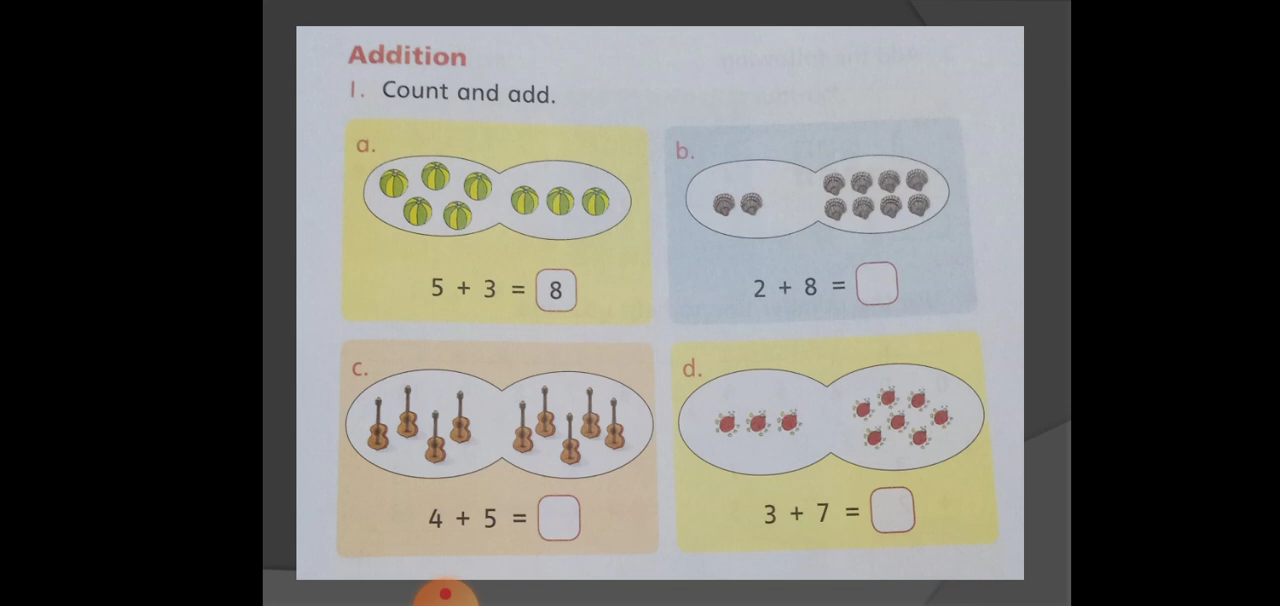 Addition
1. Count and add.
a.
5 + 3 = 8
b.
2 + 8 =
c.
4 + 5 =
d.
3 + 7 =